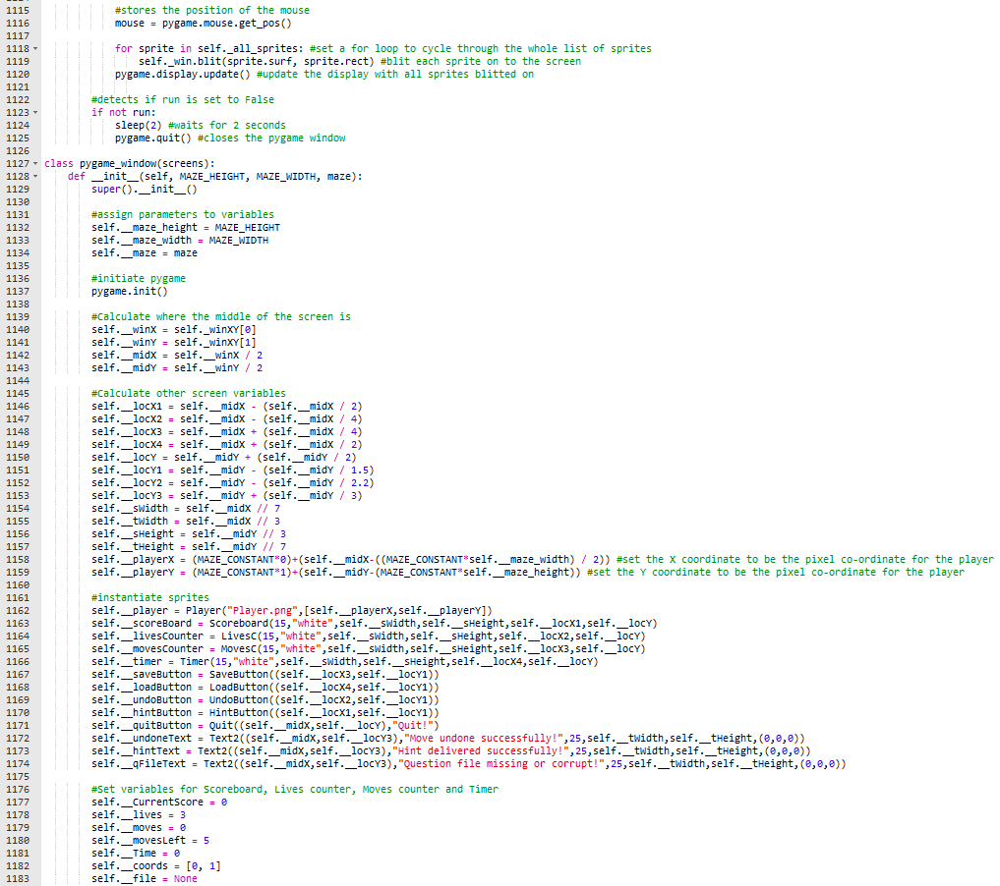 1115 #stores the position of the mouse
1116 mouse = pygame.mouse.get_pos()
1117
1118 for sprite in self._all_sprites: #set a for loop to cycle through the whole list of sprites
1119 self._win.blit(sprite.surf, sprite.rect) #blit each sprite on to the screen
1120 pygame.display.update() #update the display with all sprites blitted on
1121
1122 #detects if run is set to False
1123 if not run:
1124 sleep(2) #waits for 2 seconds
1125 pygame.quit() #closes the pygame window
1126
1127 class pygame_window(screens):
1128 def __init__(self, MAZE_HEIGHT, MAZE_WIDTH, maze):
1129 super().__init__()
1130
1131 #assign parameters to variables
1132 self.__maze_height = MAZE_HEIGHT
1133 self.__maze_width = MAZE_WIDTH
1134 self.__maze = maze
1135
1136 #initiate pygame
1137 pygame.init()
1138
1139 #Calculate where the middle of the screen is
1140 self.__winX = self._winXY[0]
1141 self.__winY = self._winXY[1]
1142 self.__midX = self.__winX / 2
1143 self.__midY = self.__winY / 2
1144
1145 #Calculate other screen variables
1146 self.__locX1 = self.__midX - (self.__midX / 2)
1147 self.__locX2 = self.__midX - (self.__midX / 4)
1148 self.__locX3 = self.__midX + (self.__midX / 4)
1149 self.__locX4 = self.__midX + (self.__midX / 2)
1150 self.__locY = self.__midY + (self.__midY / 2)
1151 self.__locY1 = self.__midY - (self.__midY / 1.5)
1152 self.__locY2 = self.__midY - (self.__midY / 2.2)
1153 self.__locY3 = self.__midY + (self.__midY / 3)
1154 self.__sWidth = self.__midX // 7
1155 self.__tWidth = self.__midX // 3
1156 self.__sHeight = self.__midY // 3
1157 self.__tHeight = self.__midY // 7
1158 self.__playerX = (MAZE_CONSTANT*0)+(self.__midX-((MAZE_CONSTANT*self.__maze_width) / 2)) #set the X coordinate to be the pixel co-ordinate for the player
1159 self.__playerY = (MAZE_CONSTANT*1)+(self.__midY-(MAZE_CONSTANT*self.__maze_height)) #set the Y coordinate to be the pixel co-ordinate for the player
1160
1161 #instantiate sprites
1162 self.__player = Player("Player.png",[self.__playerX,self.__playerY])
1163 self.__scoreBoard = Scoreboard(15,"white",self.__sWidth,self.__sHeight,self.__locX1,self.__locY)
1164 self.__livesCounter = LivesC(15,"white",self.__sWidth,self.__sHeight,self.__locX2,self.__locY)
1165 self.__movesCounter = MovesC(15,"white",self.__sWidth,self.__sHeight,self.__locX3,self.__locY)
1166 self.__timer = Timer(15,"white",self.__sWidth,self.__sHeight,self.__locX4,self.__locY)
1167 self.__saveButton = SaveButton((self.__locX3,self.__locY1))
1168 self.__loadButton = LoadButton((self.__locX4,self.__locY1))
1169 self.__undoButton = UndoButton((self.__locX2,self.__locY1))
1170 self.__hintButton = HintButton((self.__locX1,self.__locY1))
1171 self.__quitButton = Quit((self.__midX,self.__locY),"Quit!")
1172 self.__undoneText = Text2((self.__midX,self.__locY3),"Move undone successfully!",25,self.__tWidth,self.__tHeight,(0,0,0))
1173 self.__hintText = Text2((self.__midX,self.__locY3),"Hint delivered successfully!",25,self.__tWidth,self.__tHeight,(0,0,0))
1174 self.__qFileText = Text2((self.__midX,self.__locY3),"Question file missing or corrupt!",25,self.__tWidth,self.__tHeight,(0,0,0))
1175
1176 #Set variables for Scoreboard, Lives counter, Moves counter and Timer
1177 self.__CurrentScore = 0
1178 self.__lives = 3
1179 self.__moves = 0
1180 self.__movesLeft = 5
1181 self.__Time = 0
1182 self.__coords = [0, 1]
1183 self.__file = None